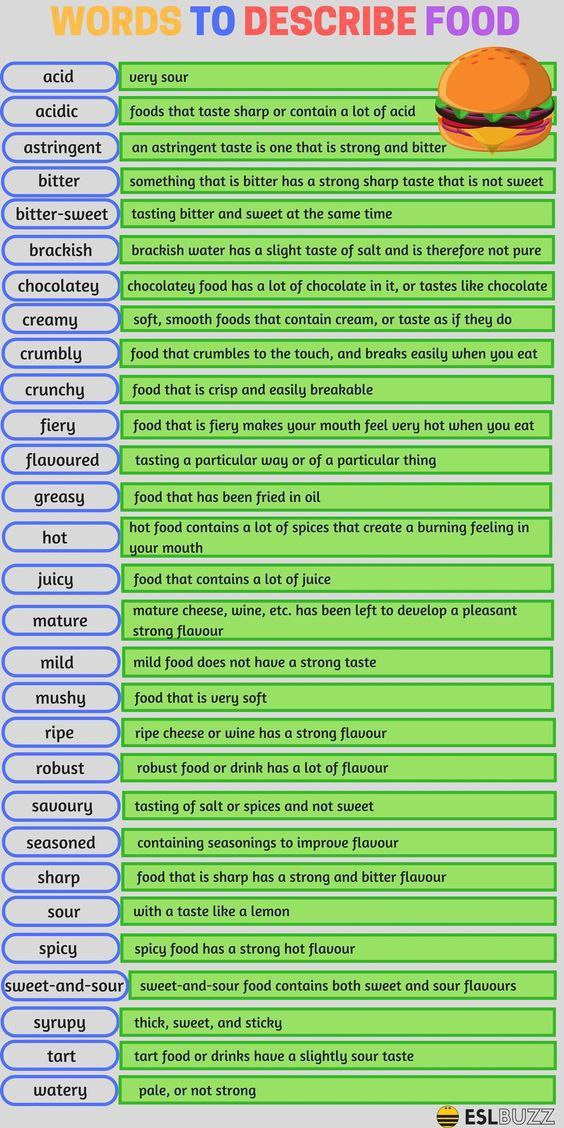 WORDS TO DESCRIBE FOOD
acid
very sour
acidic
foods that taste sharp or contain a lot of acid
astringent
an astringent taste is one that is strong and bitter
bitter
something that is bitter has a strong sharp taste that is not sweet
bitter-sweet
tasting bitter and sweet at the same time
brackish
brackish water has a slight taste of salt and is therefore not pure
chocolatey
chocolatey food has a lot of chocolate in it, or tastes like chocolate
creamy
soft, smooth foods that contain cream, or taste as if they do
crumbly
food that crumbles to the touch, and breaks easily when you eat
crunchy
food that is crisp and easily breakable
fiery
food that is fiery makes your mouth feel very hot when you eat
flavoured
tasting a particular way or of a particular thing
greasy
food that has been fried in oil
hot
hot food contains a lot of spices that create a burning feeling in
your mouth
juicy
food that contains a lot of juice
mature
mature cheese, wine, etc. has been left to develop a pleasant
strong flavour
mild
mild food does not have a strong taste
mushy
food that is very soft
ripe
ripe cheese or wine has a strong flavour
robust
robust food or drink has a lot of flavour
savoury
tasting of salt or spices and not sweet
seasoned
containing seasonings to improve flavour
sharp
food that is sharp has a strong and bitter flavour
sour
with a taste like a lemon
spicy
spicy food has a strong hot flavour
sweet-and-sour
sweet-and-sour food contains both sweet and sour flavours
syrupy
thick, sweet, and sticky
tart
tart food or drinks have a slightly sour taste
watery
pale, or not strong
ESLBUZZ